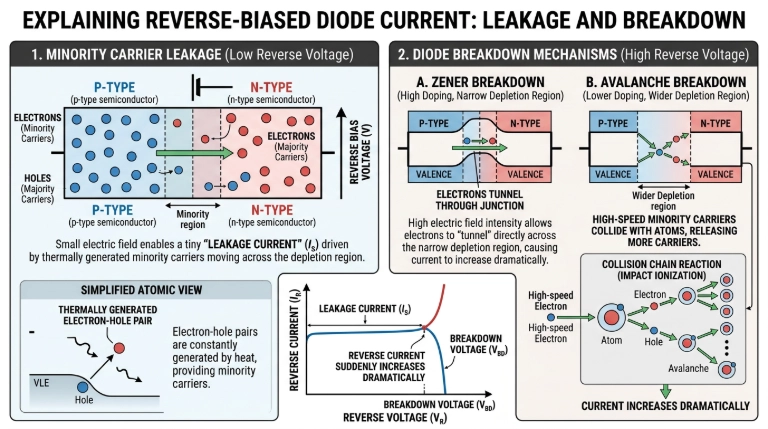 EXPLAINING REVERSE-BIASED DIODE CURRENT: LEAKAGE AND BREAKDOWN
1. MINORITY CARRIER LEAKAGE (Low Reverse Voltage)
P-TYPE
(p-type semiconductor)
N-TYPE
(n-type semiconductor)
ELECTRONS
(Minority
Carriers)
HOLES
(Majority
Carriers)
ELECTRONS
(Majority
Carriers)
REVERSE BIAS
VOLTAGE (V)
P-TYPE
(p-type semiconductor)
Minority
region
N-TYPE
(n-type semiconductor)
Small electric field enables a tiny "LEAKAGE CURRENT" (IS) driven
by thermally generated minority carriers moving across the depletion region.
SIMPLIFIED ATOMIC VIEW
THERMALLY GENERATED
ELECTRON-HOLE PAIR
VLE
Hole
Electron-hole pairs
are constantly
generated by heat,
providing minority
carriers.
REVERSE CURRENT (IR)
LEAKAGE CURRENT (IS)
REVERSE CURRENT
SUDDENLY INCREASES
DRAMATICALLY
BREAKDOWN
VOLTAGE (VBD)
BREAKDOWN VOLTAGE (VBD)
REVERSE VOLTAGE (VR)
2. DIODE BREAKDOWN MECHANISMS (High Reverse Voltage)
A. ZENER BREAKDOWN
(High Doping, Narrow Depletion Region)
P-TYPE
N-TYPE
VALENCE
VALENCE
ELECTRONS TUNNEL
THROUGH JUNCTION
High electric field intensity allows
electrons to "tunnel" directly across
the narrow depletion region, causing
current to increase dramatically.
B. AVALANCHE BREAKDOWN
(Lower Doping, Wider Depletion Region)
P-TYPE
N-TYPE
VALENCE
VALENCE
Wider Depletion
region
HIGH-SPEED MINORITY CARRIERS
COLLIDE WITH ATOMS, RELEASING
MORE CARRIERS.
COLLISION CHAIN REACTION
(IMPACT IONIZATION)
High-speed
Electron
High-speed
Electron
Atom
Electron
Hole
Avalanche
CURRENT INCREASES DRAMATICALLY